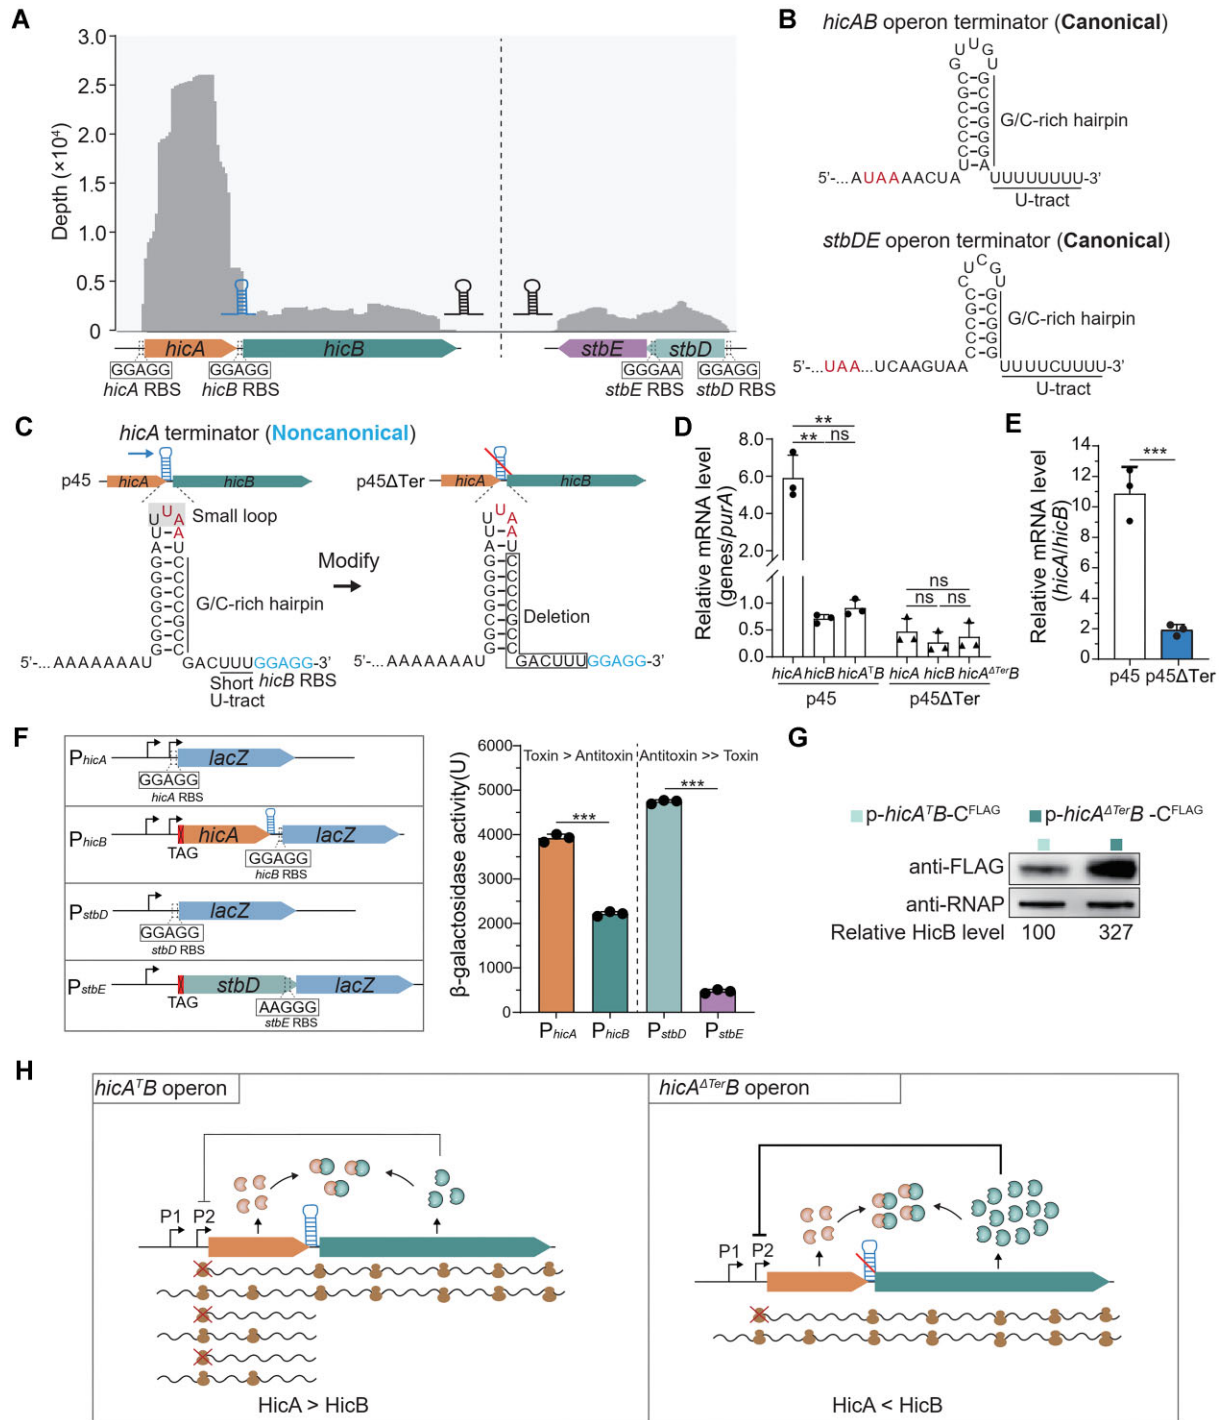 A
3.0
2.5
2.0
1.5
1.0
0.5
0
Depth (×10⁴)
hicA
hicB
stbE
stbD
GGAGG
GGAGG
GGGAA
GGAGG
hicA RBS
hicB RBS
stbE RBS
stbD RBS
B
hicAB operon terminator (Canonical)
G/C-rich hairpin
5'-...AUAAAACUA
UUUUUUUU-3'
U-tract
stbDE operon terminator (Canonical)
G/C-rich hairpin
5'-...UAA...UCAAGUAA
UUUUCUUUU-3'
U-tract
C
hicA terminator (Noncanonical)
p45
hicA
hicB
p45ΔTer
hicA
hicB
Small loop
G/C-rich hairpin
Modify
Deletion
5'-...AAAAAAAU
GACUUUGGAGG-3'
Short
U-tract
hicB RBS
5'-...AAAAAAAU
GACUUUGGAGG-3'
D
Relative mRNA level
(genes/purA)
8.0
6.0
4.0
2.0
1.0
0.5
0.0
**
** ns
ns
ns ns
hicA hicB hicAᵀB hicA hicB hicA^ΔTerB
p45
p45ΔTer
E
Relative mRNA level
(hicA/hicB)
14
12
10
8
6
4
2
0
***
p45 p45ΔTer
F
PhicA
lacZ
GGAGG
hicA RBS
PhicB
hicA
lacZ
TAG
GGAGG
hicB RBS
PstbD
lacZ
GGAGG
stbD RBS
PstbE
stbD
lacZ
TAG
AAGGG
stbE RBS
β-galactosidase activity(U)
6000
5000
4000
3000
2000
1000
0
Toxin > Antitoxin
Antitoxin >> Toxin
***
***
PhicA PhicB PstbD PstbE
G
p-hicAᵀB-C^FLAG
p-hicA^ΔTerB -C^FLAG
anti-FLAG
anti-RNAP
Relative HicB level 100 327
H
hicAᵀB operon
P1 P2
HicA > HicB
hicA^ΔTerB operon
P1 P2
HicA < HicB